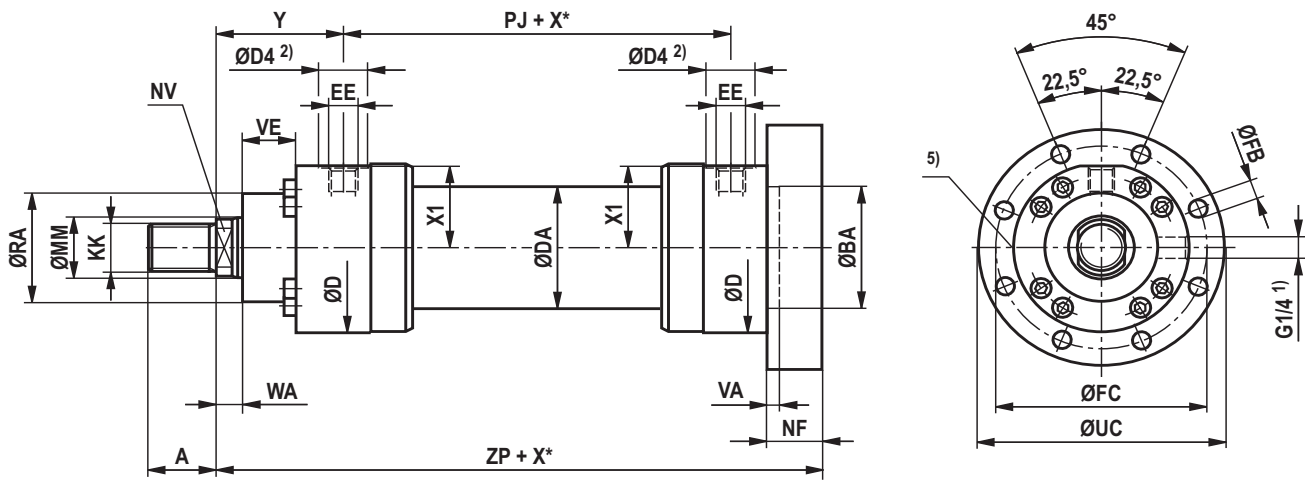 Y
PJ + X*
45°
ØD4 2)
ØD4 2)
22,5°
22,5°
NV
EE
EE
VE
ØFB
5)
X1
X1
ØRA
ØMM
KK
ØDA
ØBA
ØD
ØD
G1/4 1)
WA
VA
ØFC
NF
ØUC
A
ZP + X*